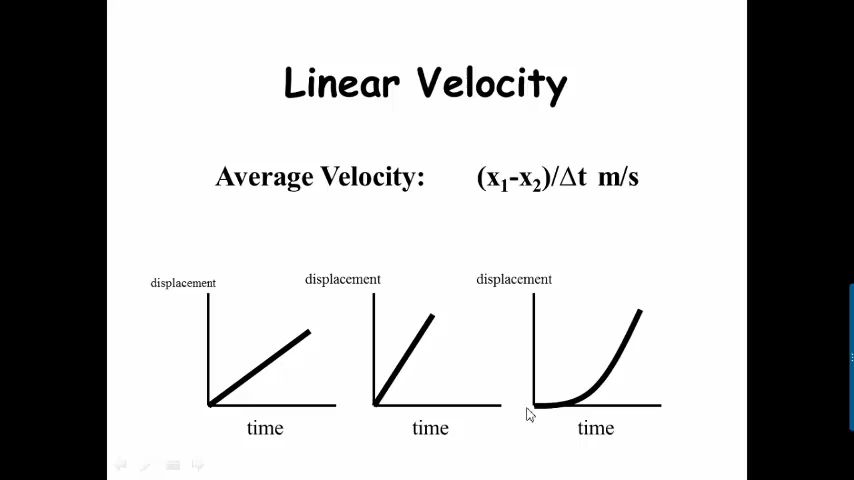 Linear Velocity
Average Velocity: (x₁-x₂)/Δt m/s
displacement
displacement
displacement
time
time
time